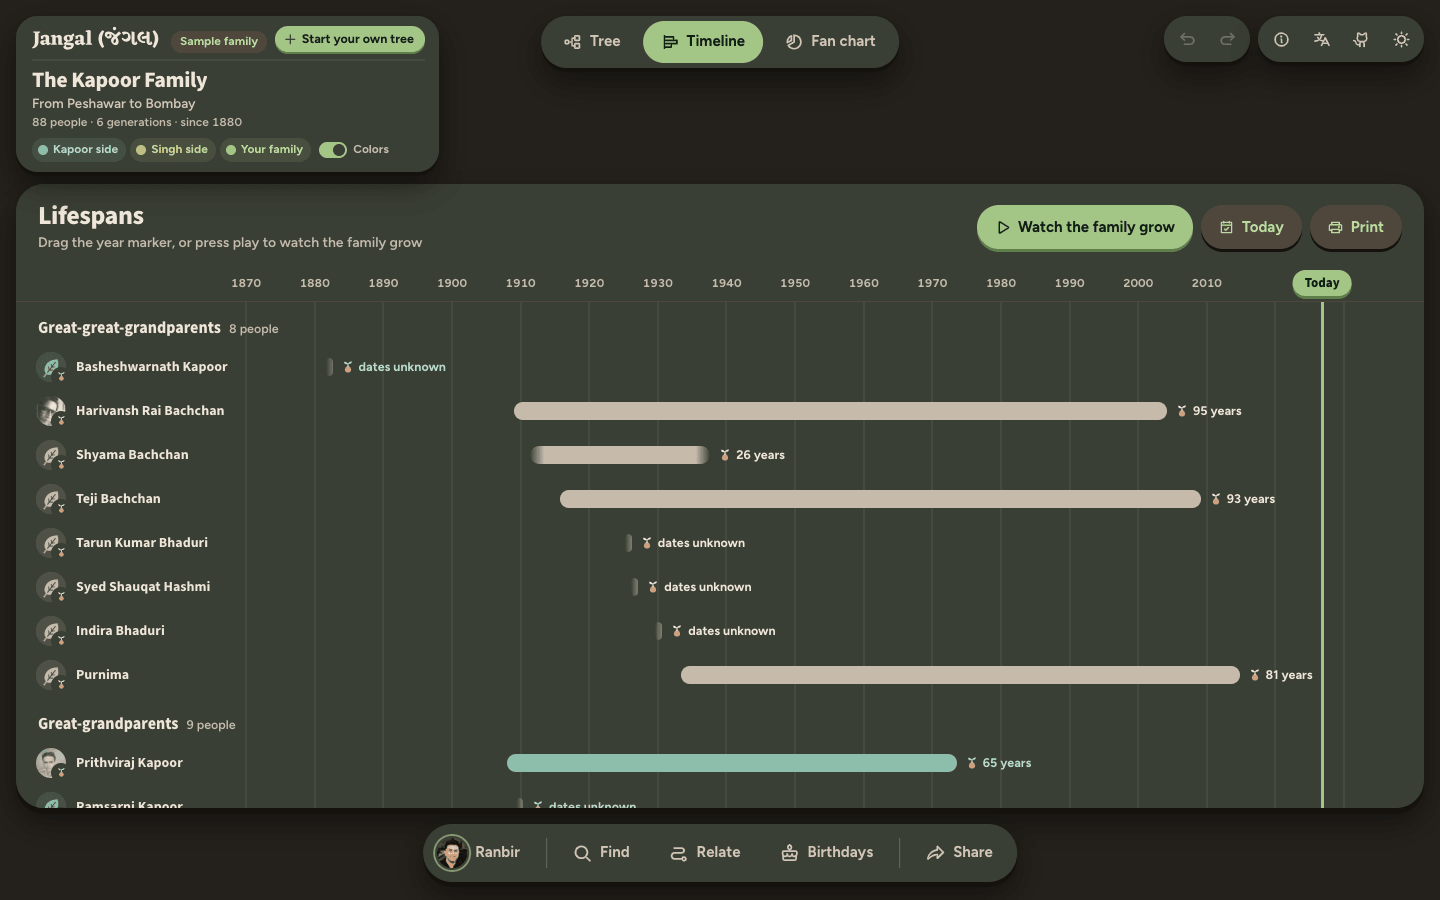 Jangal (જંગલ)
Sample family
Start your own tree
The Kapoor Family
From Peshawar to Bombay
88 people · 6 generations · since 1880
Kapoor side
Singh side
Your family
Colors
Tree
Timeline
Fan chart
Lifespans
Drag the year marker, or press play to watch the family grow
Watch the family grow
Today
Print
1870 1880 1890 1900 1910 1920 1930 1940 1950 1960 1970 1980 1990 2000 2010 Today
Great-great-grandparents 8 people
Basheshwarnath Kapoor dates unknown
Harivansh Rai Bachchan 95 years
Shyama Bachchan 26 years
Teji Bachchan 93 years
Tarun Kumar Bhaduri dates unknown
Syed Shauqat Hashmi dates unknown
Indira Bhaduri dates unknown
Purnima 81 years
Great-grandparents 9 people
Prithviraj Kapoor 65 years
Ramsarni Kapoor dates unknown
Ranbir
Find
Relate
Birthdays
Share